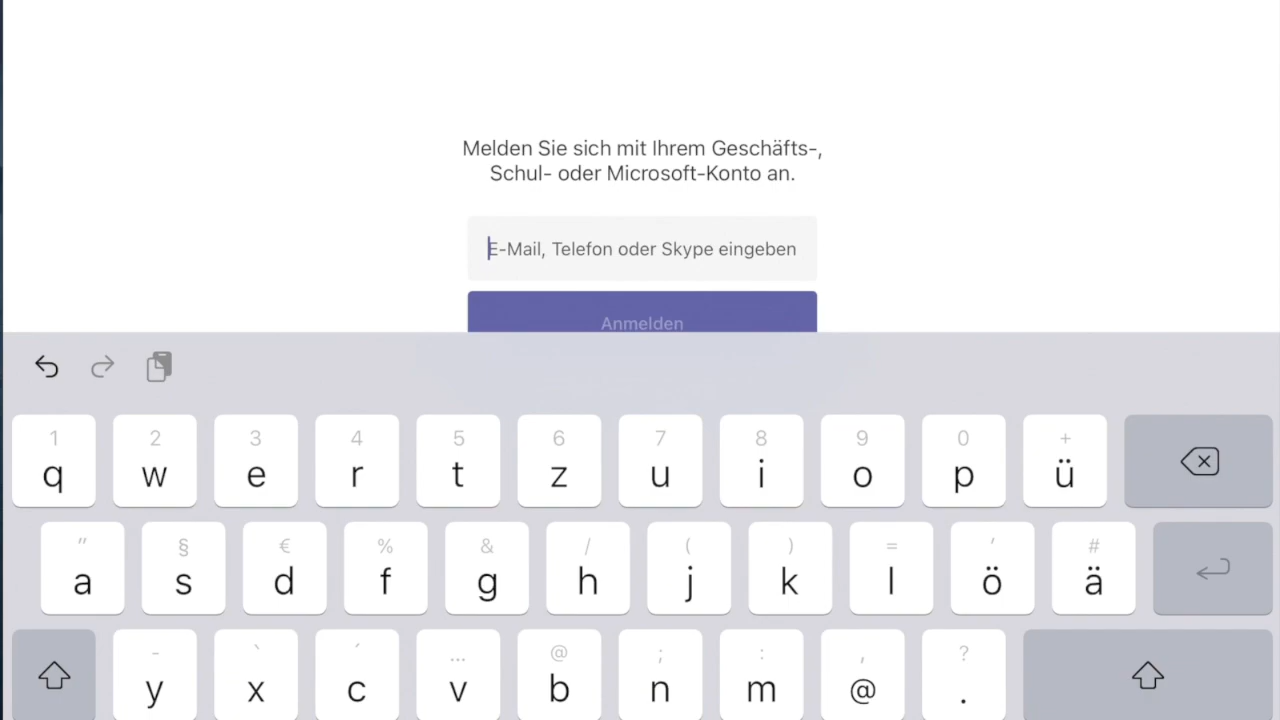 Melden Sie sich mit Ihrem Geschäfts-,
Schul- oder Microsoft-Konto an.
E-Mail, Telefon oder Skype eingeben
Anmelden
1 2 3 4 5 6 7 8 9 0 +
q w e r t z u i o p ü
" § € % & / ( ) = ' #
a s d f g h j k l ö ä
- ` ´ ... @ ; : , ?
y x c v b n m @ .